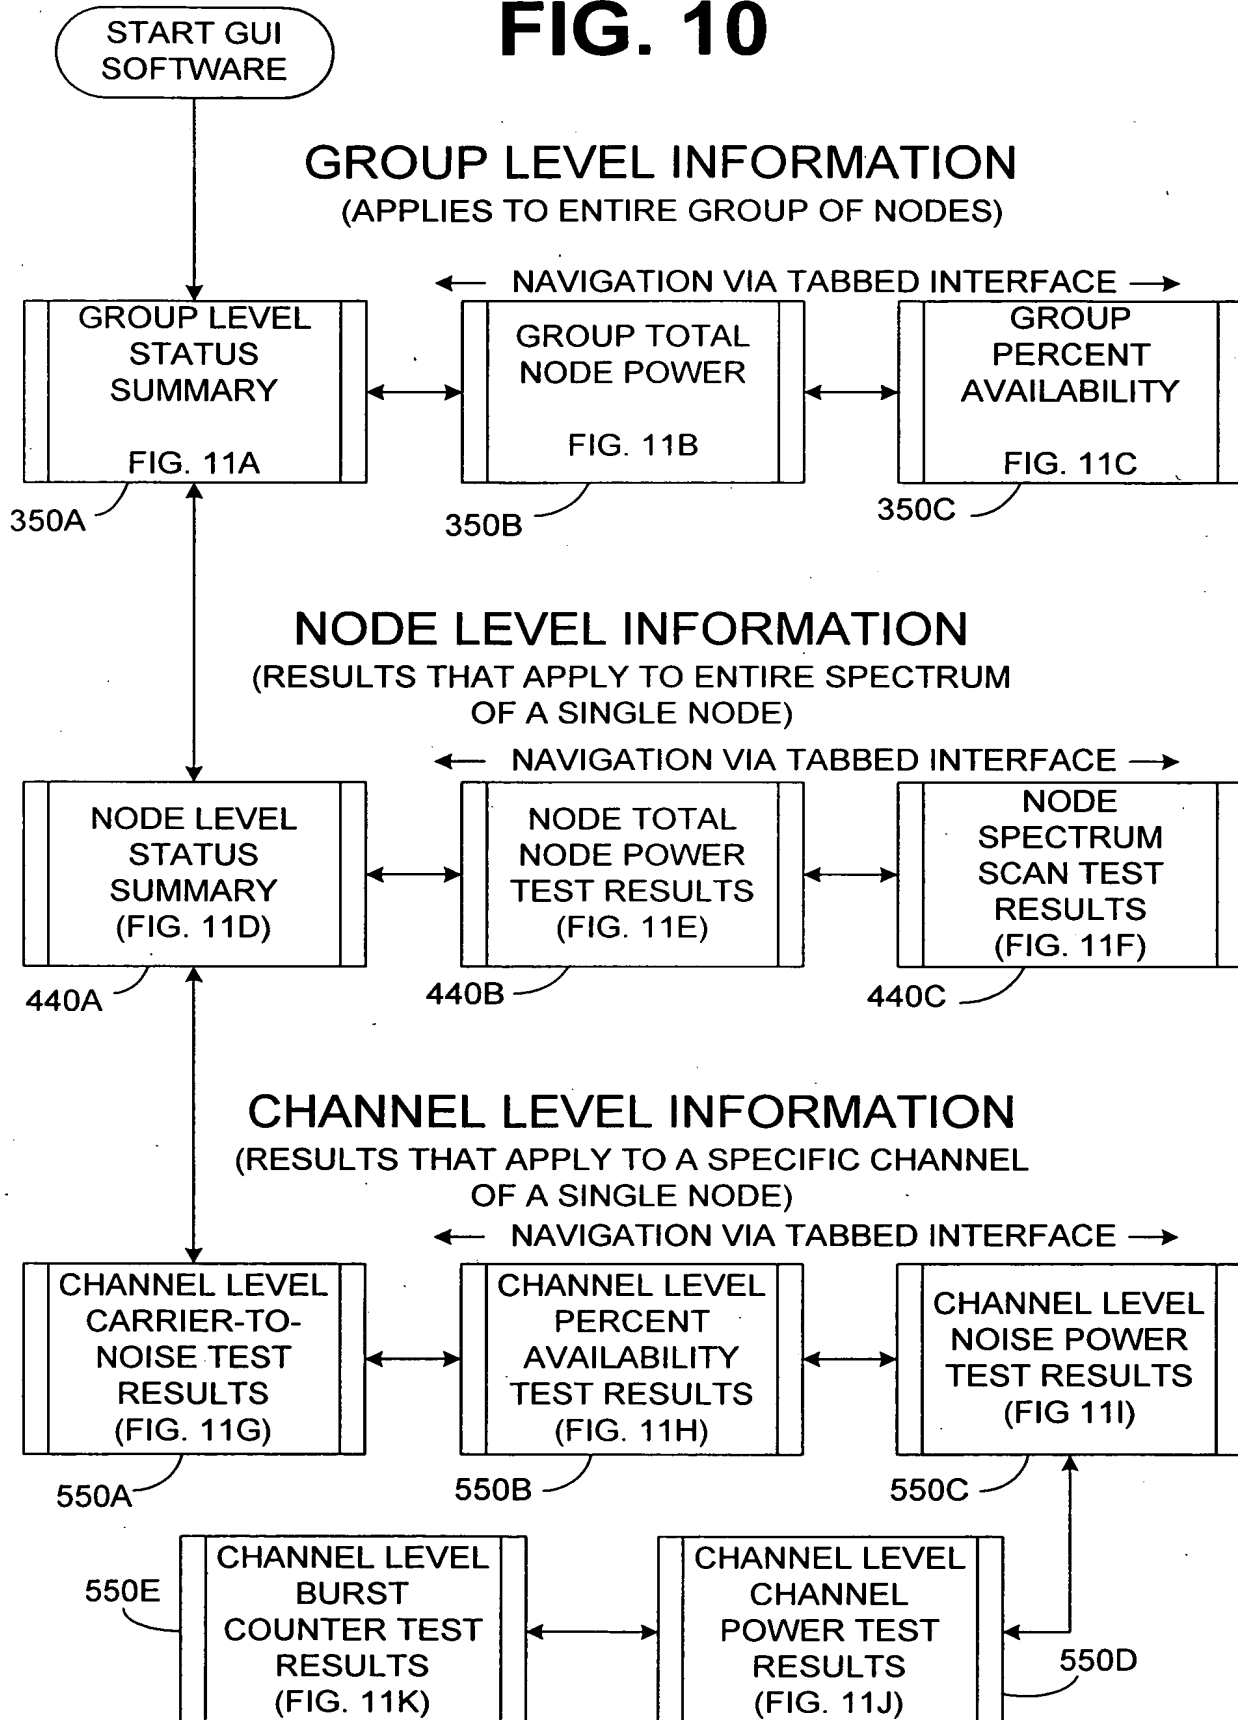 FIG. 10
START GUI
SOFTWARE
GROUP LEVEL INFORMATION
(APPLIES TO ENTIRE GROUP OF NODES)
NAVIGATION VIA TABBED INTERFACE
GROUP LEVEL
STATUS
SUMMARY
FIG. 11A
350A
GROUP TOTAL
NODE POWER
FIG. 11B
350B
GROUP
PERCENT
AVAILABILITY
FIG. 11C
350C
NODE LEVEL INFORMATION
(RESULTS THAT APPLY TO ENTIRE SPECTRUM
OF A SINGLE NODE)
NAVIGATION VIA TABBED INTERFACE
NODE LEVEL
STATUS
SUMMARY
(FIG. 11D)
440A
NODE TOTAL
NODE POWER
TEST RESULTS
(FIG. 11E)
440B
NODE
SPECTRUM
SCAN TEST
RESULTS
(FIG. 11F)
440C
CHANNEL LEVEL INFORMATION
(RESULTS THAT APPLY TO A SPECIFIC CHANNEL
OF A SINGLE NODE)
NAVIGATION VIA TABBED INTERFACE
CHANNEL LEVEL
CARRIER-TO-
NOISE TEST
RESULTS
(FIG. 11G)
550A
CHANNEL LEVEL
PERCENT
AVAILABILITY
TEST RESULTS
(FIG. 11H)
550B
CHANNEL LEVEL
NOISE POWER
TEST RESULTS
(FIG 11I)
550C
550E
CHANNEL LEVEL
BURST
COUNTER TEST
RESULTS
(FIG. 11K)
CHANNEL LEVEL
CHANNEL
POWER TEST
RESULTS
(FIG. 11J)
550D